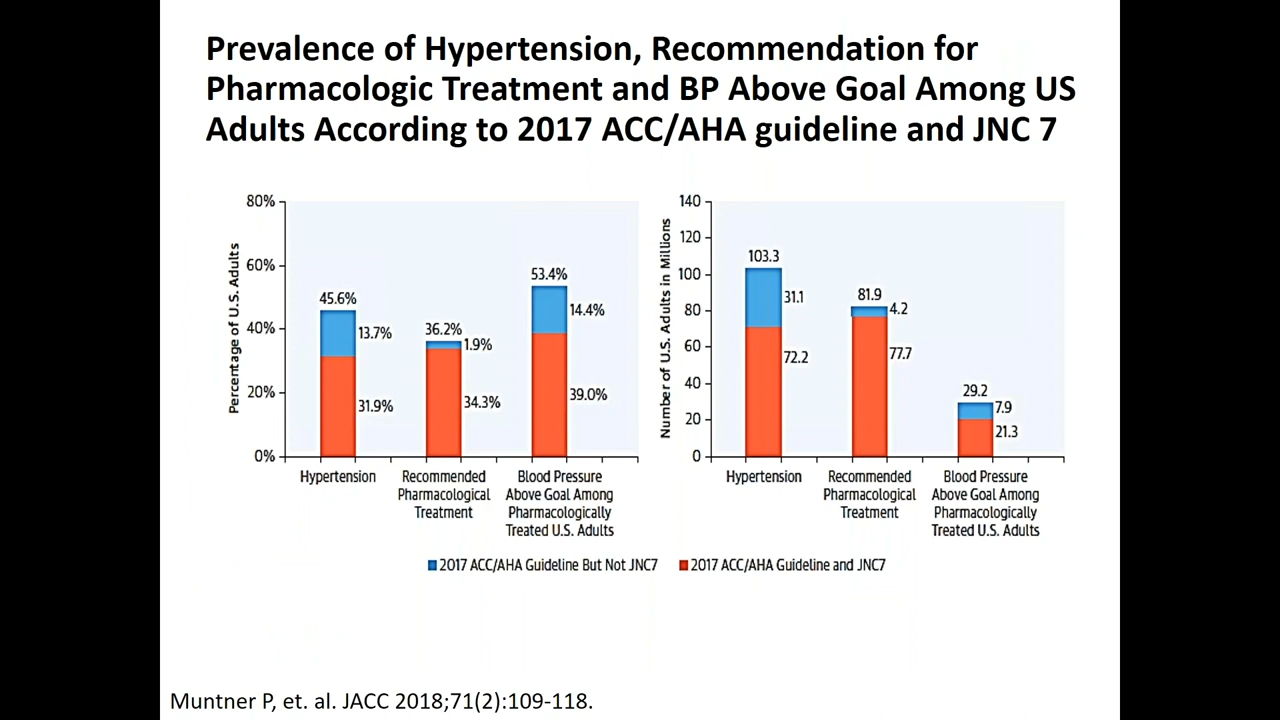 Prevalence of Hypertension, Recommendation for
Pharmacologic Treatment and BP Above Goal Among US
Adults According to 2017 ACC/AHA guideline and JNC 7
Percentage of U.S. Adults
80%
60%
40%
20%
0%
45.6%
13.7%
31.9%
36.2%
1.9%
34.3%
53.4%
14.4%
39.0%
Hypertension
Recommended
Pharmacological
Treatment
Blood Pressure
Above Goal Among
Pharmacologically
Treated U.S. Adults
Number of U.S. Adults in Millions
140
120
100
80
60
40
20
0
103.3
31.1
72.2
81.9
4.2
77.7
29.2
7.9
21.3
Hypertension
Recommended
Pharmacological
Treatment
Blood Pressure
Above Goal Among
Pharmacologically
Treated U.S. Adults
2017 ACC/AHA Guideline But Not JNC7
2017 ACC/AHA Guideline and JNC7
Muntner P, et. al. JACC 2018;71(2):109-118.